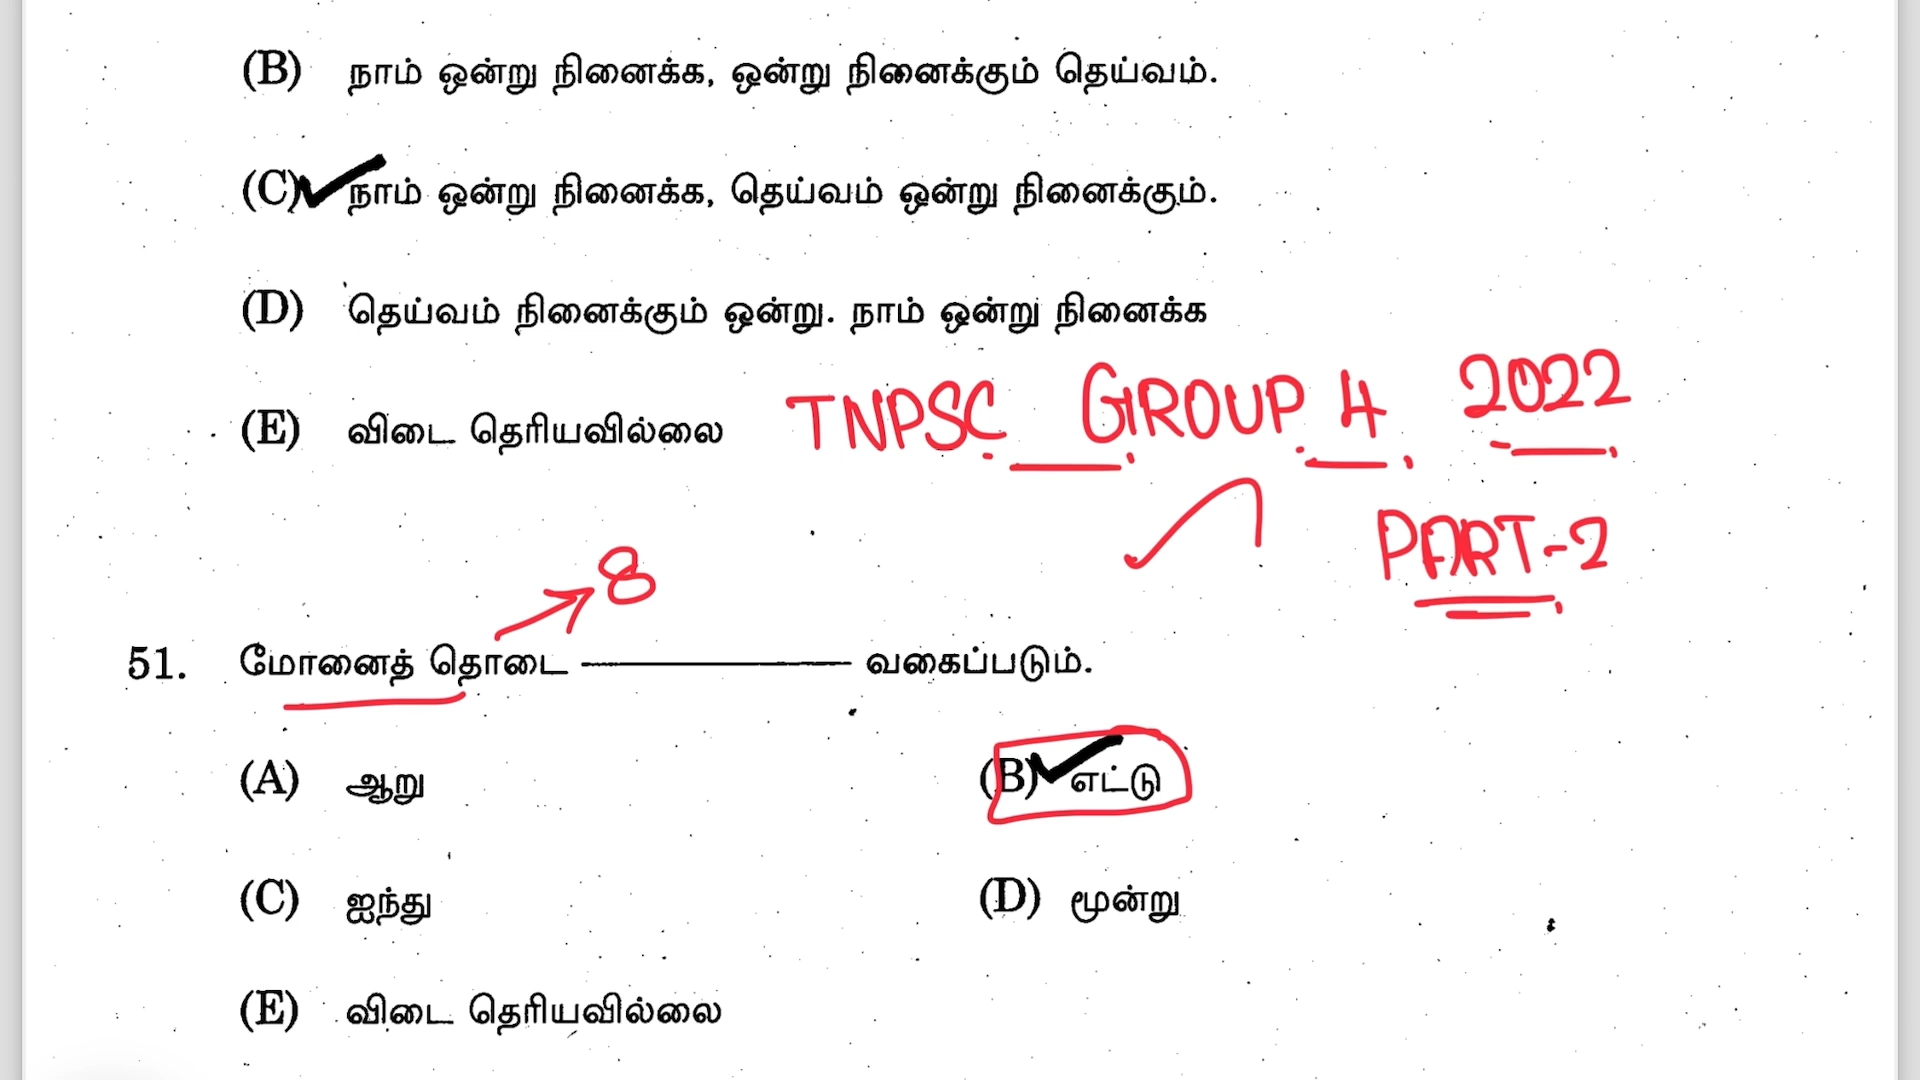 (B) நாம் ஒன்று நினைக்க, ஒன்று நினைக்கும் தெய்வம்.
(C) நாம் ஒன்று நினைக்க, தெய்வம் ஒன்று நினைக்கும்.
(D) தெய்வம் நினைக்கும் ஒன்று. நாம் ஒன்று நினைக்க
(E) விடை தெரியவில்லை
TNPSC GROUP 4 2022
PART-2
8
51. மோனைத் தொடை ———— வகைப்படும்.
(A) ஆறு (B) எட்டு
(C) ஐந்து (D) மூன்று
(E) விடை தெரியவில்லை